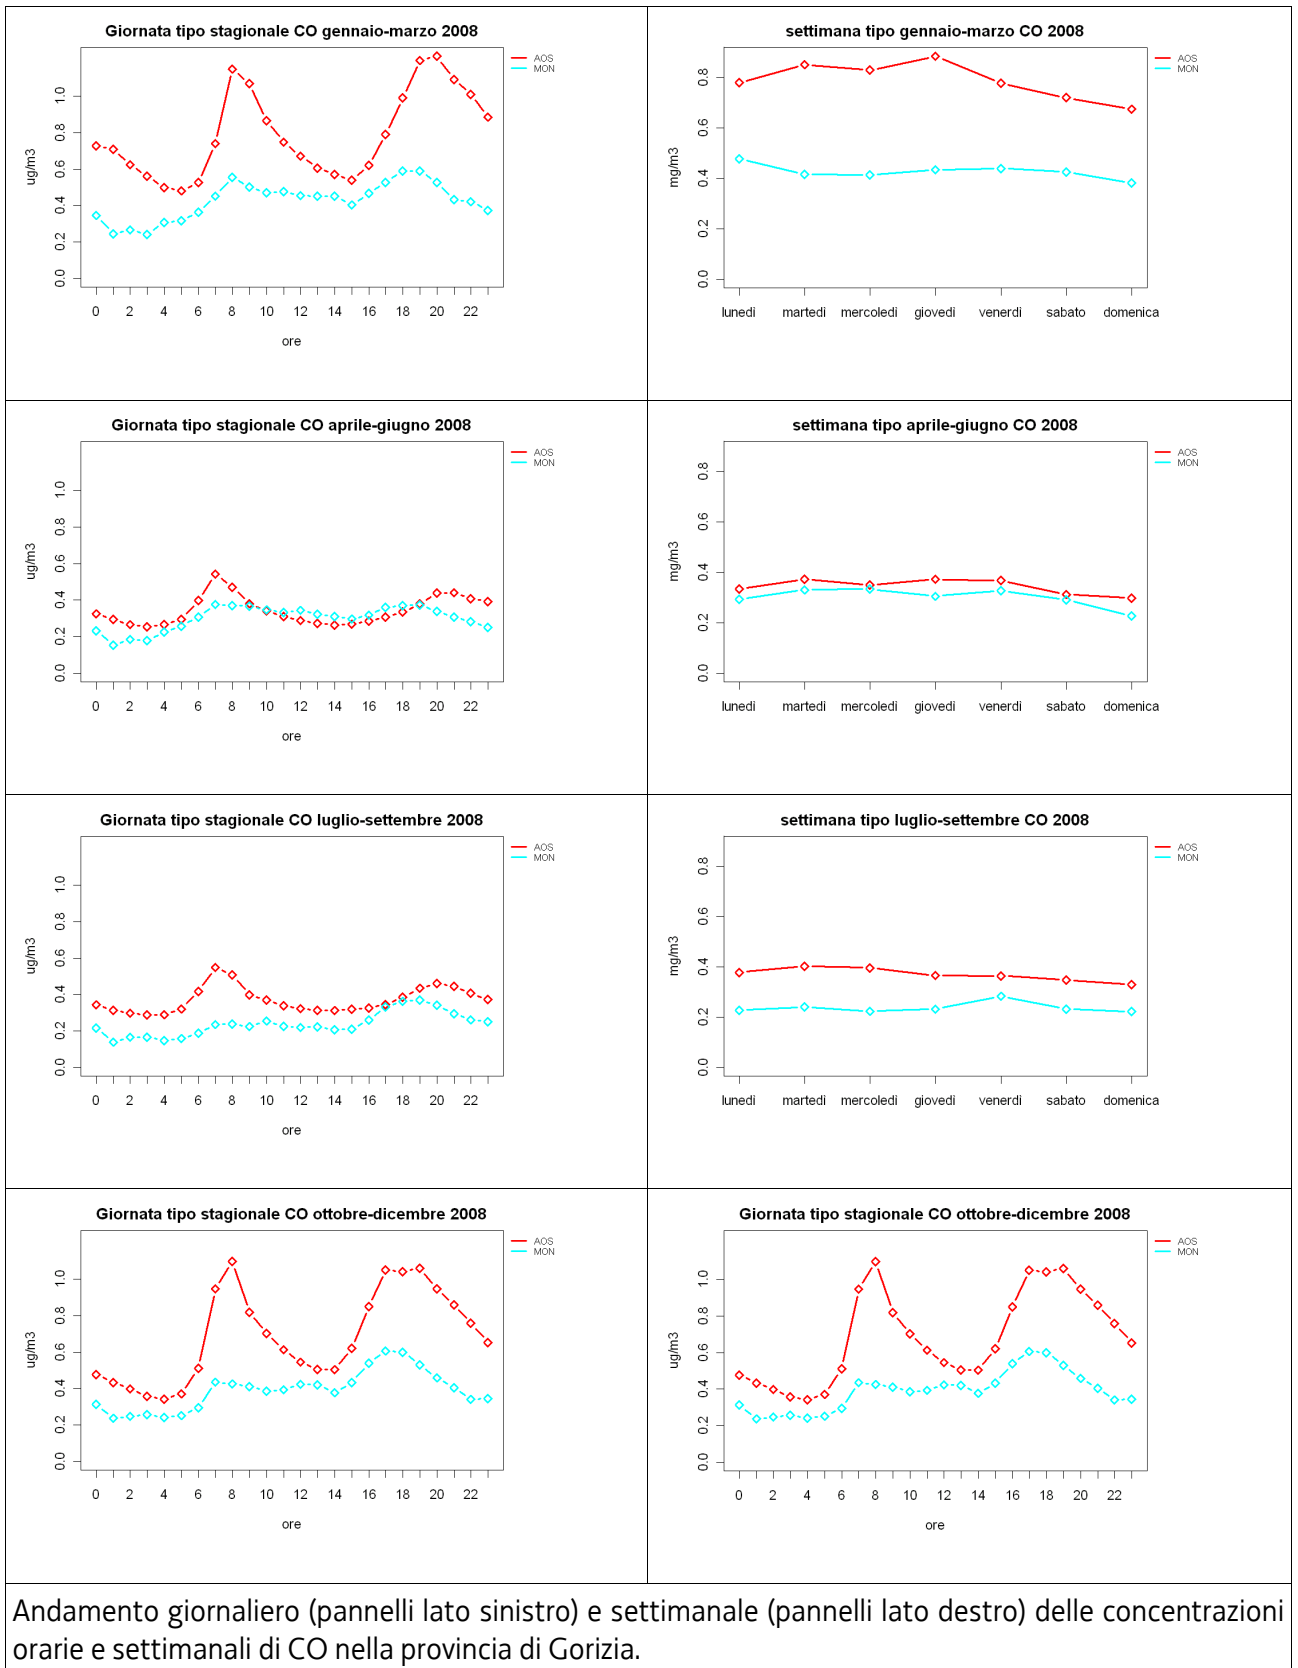 Giornata tipo stagionale CO gennaio-marzo 2008
AOS
MON
ug/m3
0.0 0.2 0.4 0.6 0.8 1.0
0 2 4 6 8 10 12 14 16 18 20 22
ore
settimana tipo gennaio-marzo CO 2008
AOS
MON
mg/m3
0.0 0.2 0.4 0.6 0.8
lunedi martedi mercoledi giovedi venerdi sabato domenica
Giornata tipo stagionale CO aprile-giugno 2008
AOS
MON
ug/m3
0.0 0.2 0.4 0.6 0.8 1.0
0 2 4 6 8 10 12 14 16 18 20 22
ore
settimana tipo aprile-giugno CO 2008
AOS
MON
mg/m3
0.0 0.2 0.4 0.6 0.8
lunedi martedi mercoledi giovedi venerdi sabato domenica
Giornata tipo stagionale CO luglio-settembre 2008
AOS
MON
ug/m3
0.0 0.2 0.4 0.6 0.8 1.0
0 2 4 6 8 10 12 14 16 18 20 22
ore
settimana tipo luglio-settembre CO 2008
AOS
MON
mg/m3
0.0 0.2 0.4 0.6 0.8
lunedi martedi mercoledi giovedi venerdi sabato domenica
Giornata tipo stagionale CO ottobre-dicembre 2008
AOS
MON
ug/m3
0.0 0.2 0.4 0.6 0.8 1.0
0 2 4 6 8 10 12 14 16 18 20 22
ore
Giornata tipo stagionale CO ottobre-dicembre 2008
AOS
MON
ug/m3
0.0 0.2 0.4 0.6 0.8 1.0
0 2 4 6 8 10 12 14 16 18 20 22
ore
Andamento giornaliero (pannelli lato sinistro) e settimanale (pannelli lato destro) delle concentrazioni
orarie e settimanali di CO nella provincia di Gorizia.